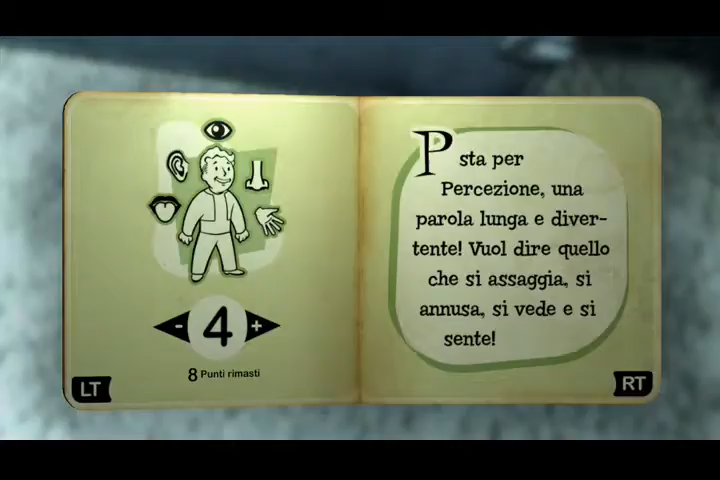 - 4 +
8 Punti rimasti
LT
P sta per
Percezione, una
parola lunga e diver-
tente! Vuol dire quello
che si assaggia, si
annusa, si vede e si
sente!
RT